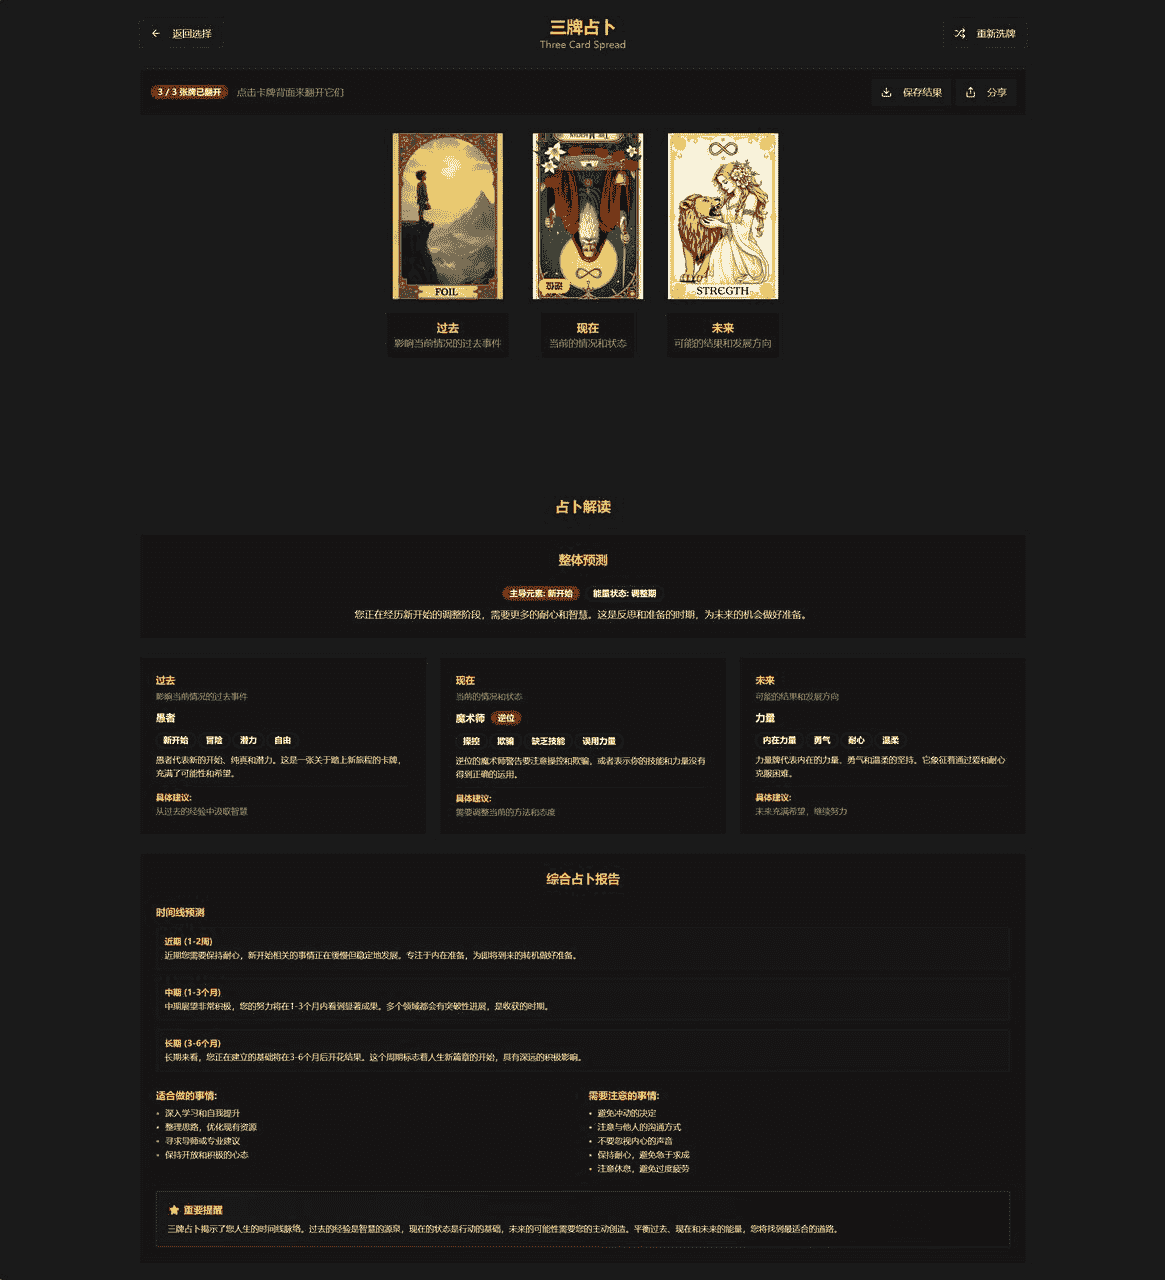 返回选择
三牌占卜
Three Card Spread
重新洗牌
3 / 3 张牌已翻开
点击卡牌背面来翻开它们
保存结果
分享
FOIL
STREGTH
过去
影响当前情况的过去事件
现在
当前的情况和状态
未来
可能的结果和发展方向
占卜解读
整体预测
主导元素: 新开始
能量状态: 调整期
您正在经历新开始的调整阶段，需要更多的耐心和智慧。这是反思和准备的时期，为未来的机会做好准备。
过去
影响当前情况的过去事件
愚者
新开始 冒险 潜力 自由
愚者代表新的开始、纯真和潜力。这是一张关于踏上新旅程的卡牌，
充满了可能性和希望。
具体建议:
从过去的经验中汲取智慧
现在
当前的情况和状态
魔术师 逆位
操控 欺骗 缺乏技能 误用力量
逆位的魔术师警告要注意操控和欺骗，或者表示你的技能和力量没有
得到正确的运用。
具体建议:
需要调整当前的方法和态度
未来
可能的结果和发展方向
力量
内在力量 勇气 耐心 温柔
力量牌代表内在的力量、勇气和温柔的坚持。它象征着通过爱和耐心
克服困难。
具体建议:
未来充满希望，继续努力
综合占卜报告
时间线预测
近期 (1-2周)
近期您需要保持耐心，新开始相关的事情正在缓慢但稳定地发展。专注于内在准备，为即将到来的转机做好准备。
中期 (1-3个月)
中期展望非常积极，您的努力将在1-3个月内看到显著成果。多个领域都会有突破性进展，是收获的时期。
长期 (3-6个月)
长期来看，您正在建立的基础将在3-6个月后开花结果。这个周期标志着人生新篇章的开始，具有深远的积极影响。
适合做的事情:
• 深入学习和自我提升
• 整理思路，优化现有资源
• 寻求导师或专业建议
• 保持开放和积极的心态
需要注意的事情:
• 避免冲动的决定
• 注意与他人的沟通方式
• 不要忽视内心的声音
• 保持耐心，避免急于求成
• 注意休息，避免过度疲劳
重要提醒
三牌占卜揭示了您人生的时间线脉络。过去的经验是智慧的源泉，现在的状态是行动的基础，未来的可能性需要您的主动创造。平衡过去、现在和未来的能量，您将找到最适合的道路。